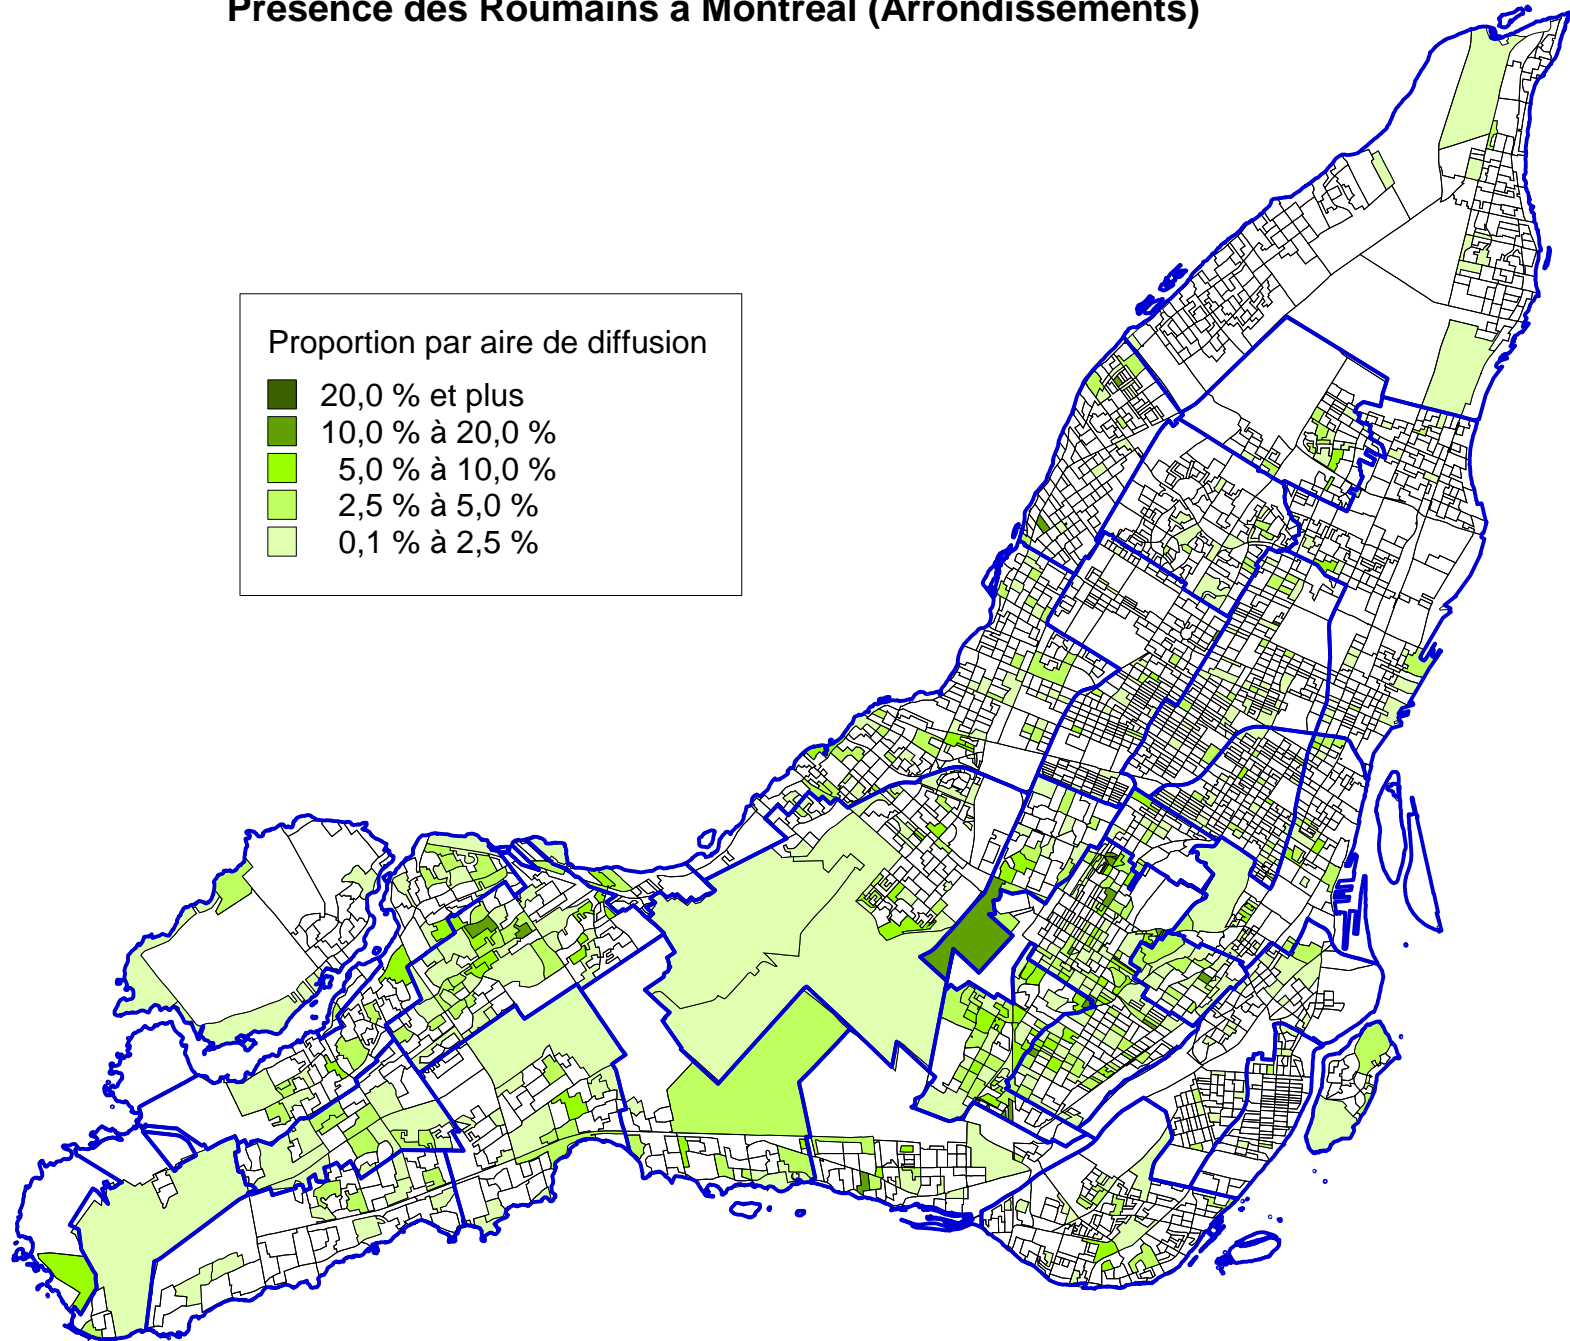 Présence des Roumains à Montréal (Arrondissements)
Proportion par aire de diffusion
20,0 % et plus
10,0 % à 20,0 %
5,0 % à 10,0 %
2,5 % à 5,0 %
0,1 % à 2,5 %